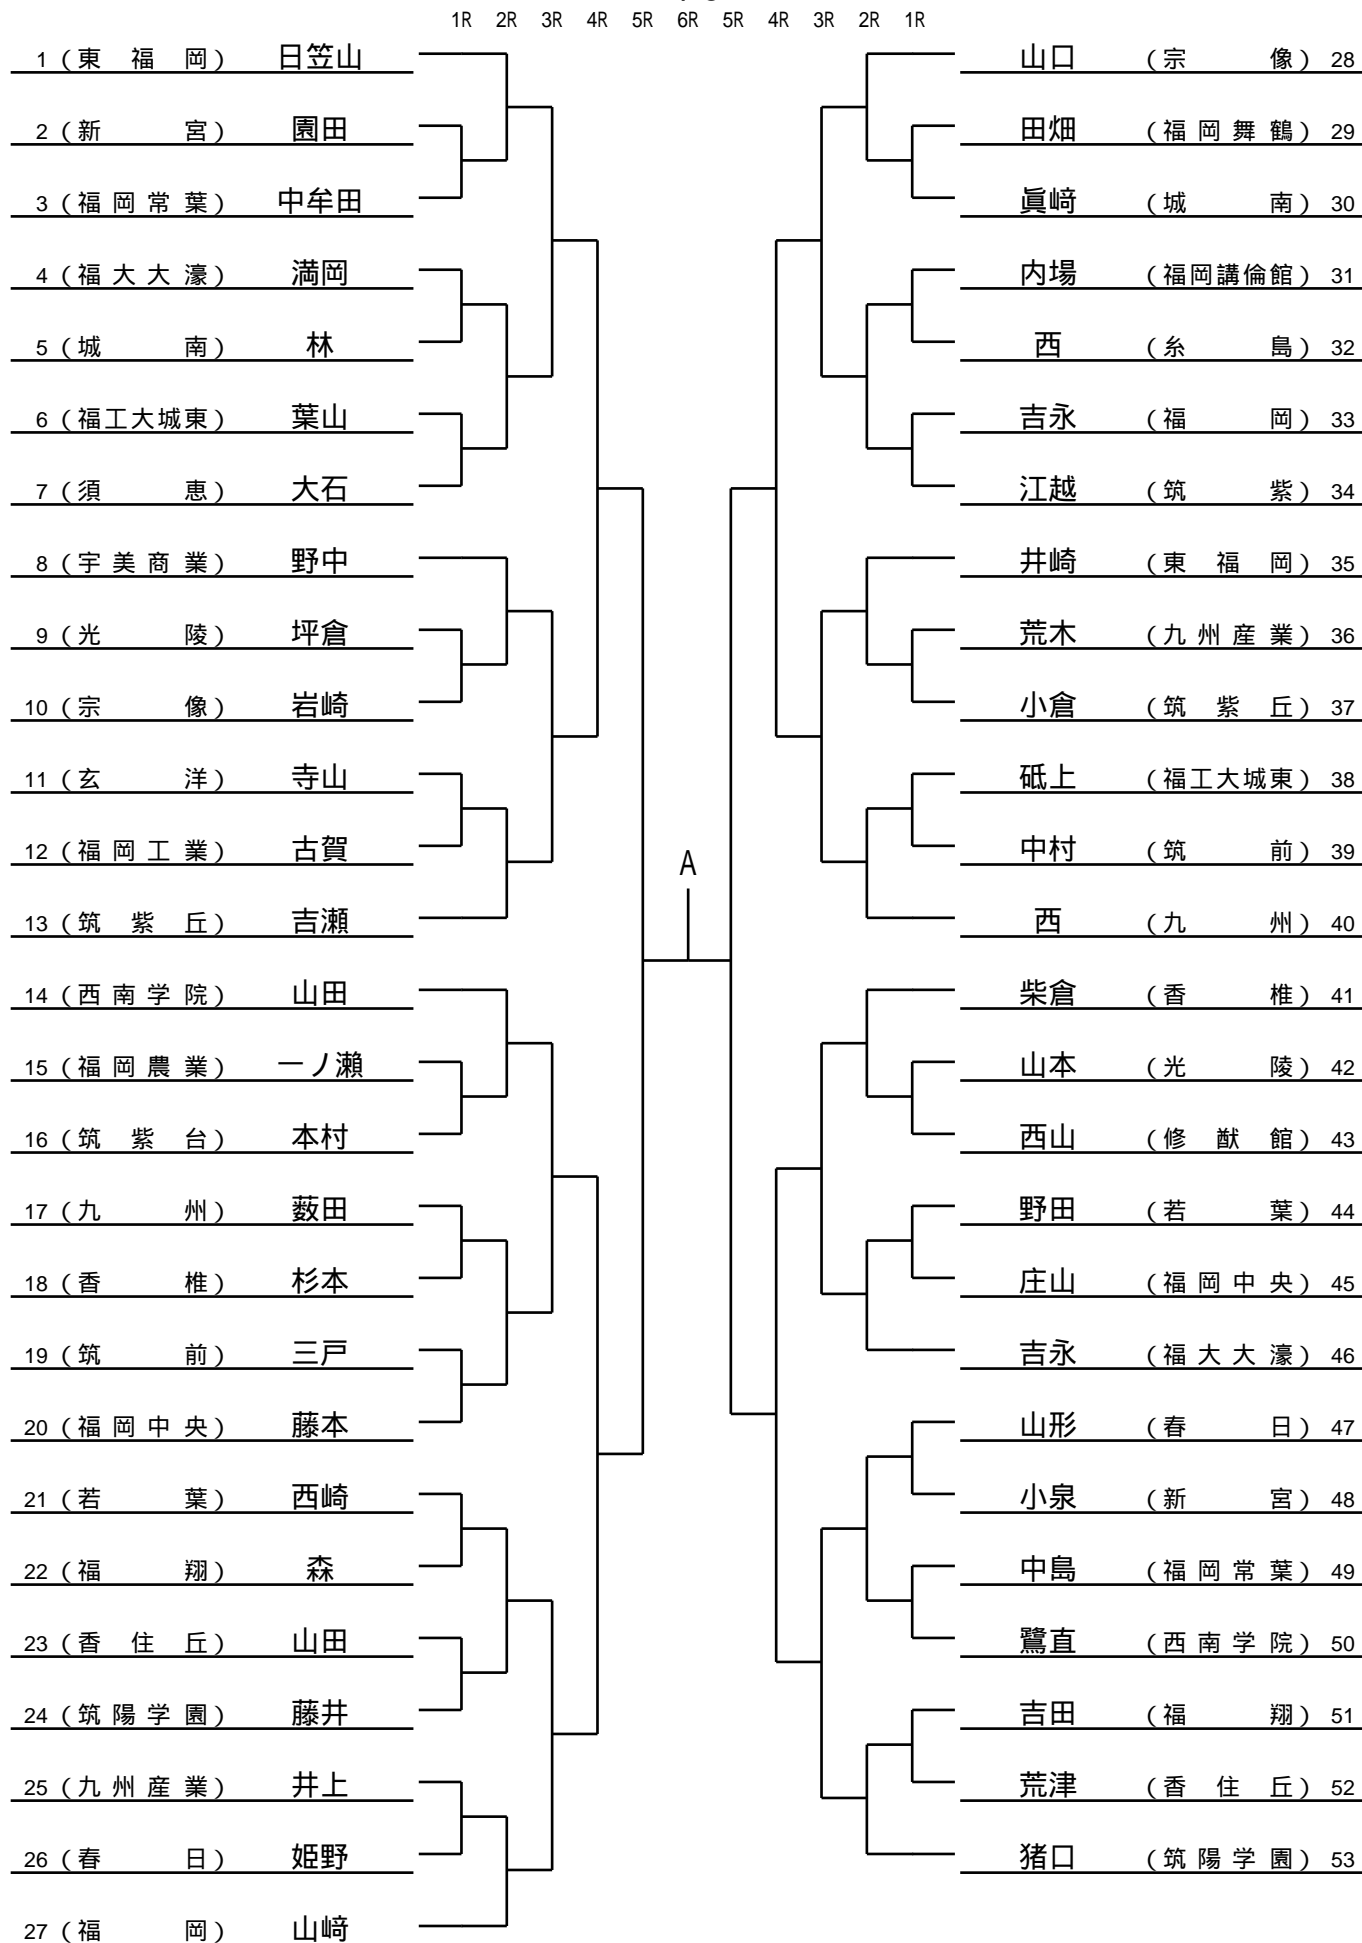 1R 2R 3R 4R 5R 6R 5R 4R 3R 2R 1R
1 (東福岡) 日笠山
2 (新宮) 園田
3 (福岡常葉) 中牟田
4 (福大大濠) 満岡
5 (城南) 林
6 (福工大城東) 葉山
7 (須恵) 大石
8 (宇美商業) 野中
9 (光陵) 坪倉
10 (宗像) 岩崎
11 (玄洋) 寺山
12 (福岡工業) 古賀
13 (筑紫丘) 吉瀬
14 (西南学院) 山田
15 (福岡農業) 一ノ瀨
16 (筑紫台) 本村
17 (九州) 薮田
18 (香椎) 杉本
19 (筑前) 三戸
20 (福岡中央) 藤本
21 (若葉) 西崎
22 (福翔) 森
23 (香住丘) 山田
24 (筑陽学園) 藤井
25 (九州産業) 井上
26 (春日) 姫野
27 (福岡) 山﨑
A
山口 (宗像) 28
田畑 (福岡舞鶴) 29
眞﨑 (城南) 30
内場 (福岡講倫館) 31
西 (糸島) 32
吉永 (福岡) 33
江越 (筑紫) 34
井崎 (東福岡) 35
荒木 (九州産業) 36
小倉 (筑紫丘) 37
砥上 (福工大城東) 38
中村 (筑前) 39
西 (九州) 40
柴倉 (香椎) 41
山本 (光陵) 42
西山 (修猷館) 43
野田 (若葉) 44
庄山 (福岡中央) 45
吉永 (福大大濠) 46
山形 (春日) 47
小泉 (新宮) 48
中島 (福岡常葉) 49
鷺直 (西南学院) 50
吉田 (福翔) 51
荒津 (香住丘) 52
猪口 (筑陽学園) 53